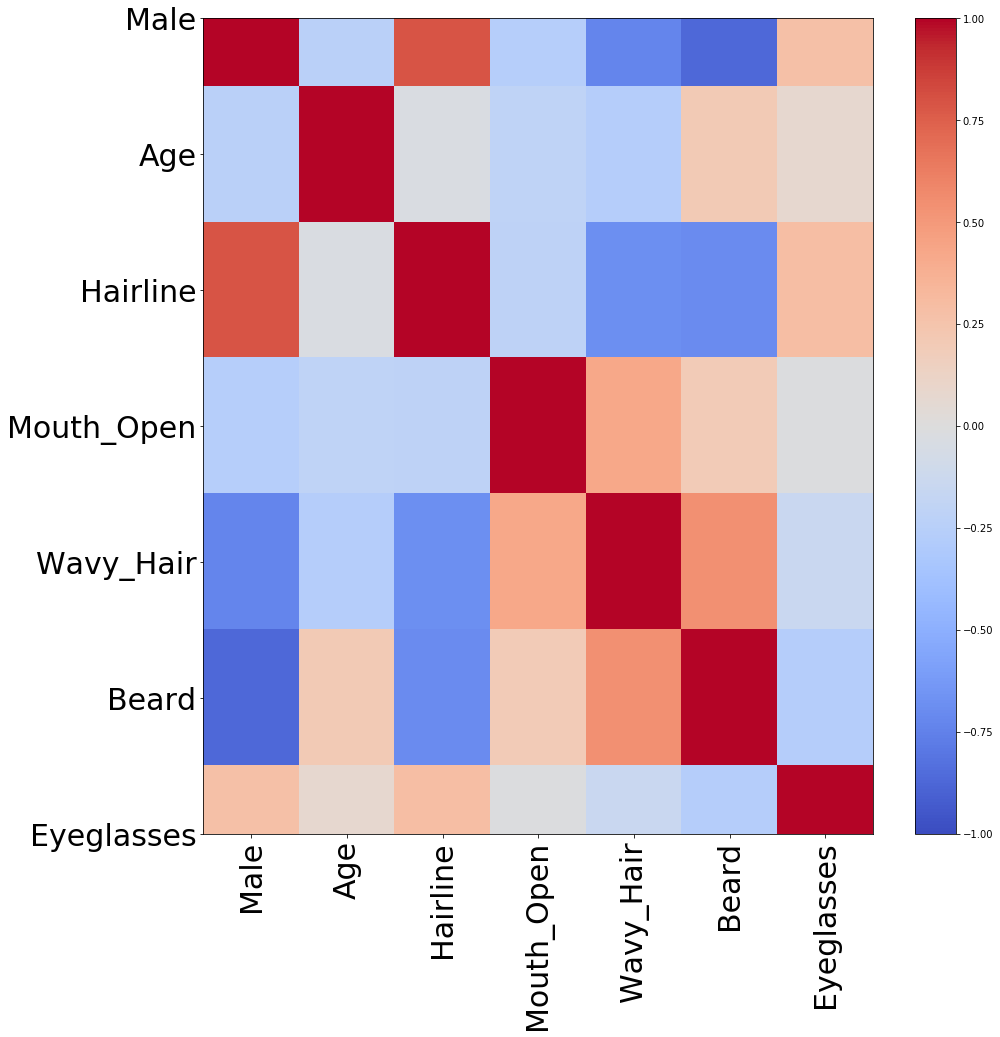 Male
Age
Hairline
Mouth_Open
Wavy_Hair
Beard
Eyeglasses
Male
Age
Hairline
Mouth_Open
Wavy_Hair
Beard
Eyeglasses
1.00
0.75
0.50
0.25
0.00
−0.25
−0.50
−0.75
−1.00